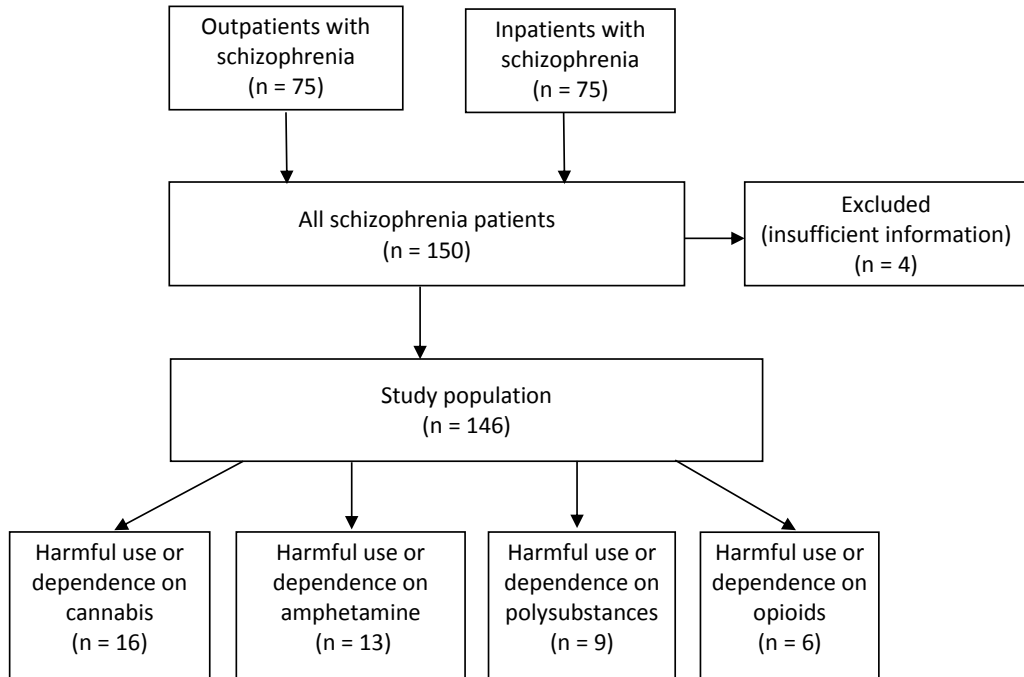 Outpatients with
schizophrenia
(n = 75)
Inpatients with
schizophrenia
(n = 75)
All schizophrenia patients
(n = 150)
Excluded
(insufficient information)
(n = 4)
Study population
(n = 146)
Harmful use or
dependence on
cannabis
(n = 16)
Harmful use or
dependence on
amphetamine
(n = 13)
Harmful use or
dependence on
polysubstances
(n = 9)
Harmful use or
dependence on
opioids
(n = 6)